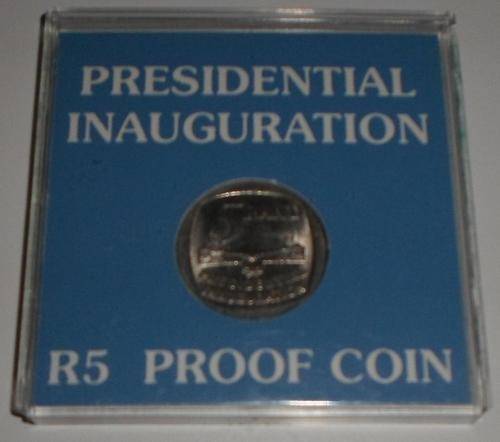 PRESIDENTIAL
INAUGURATION
R5 PROOF COIN